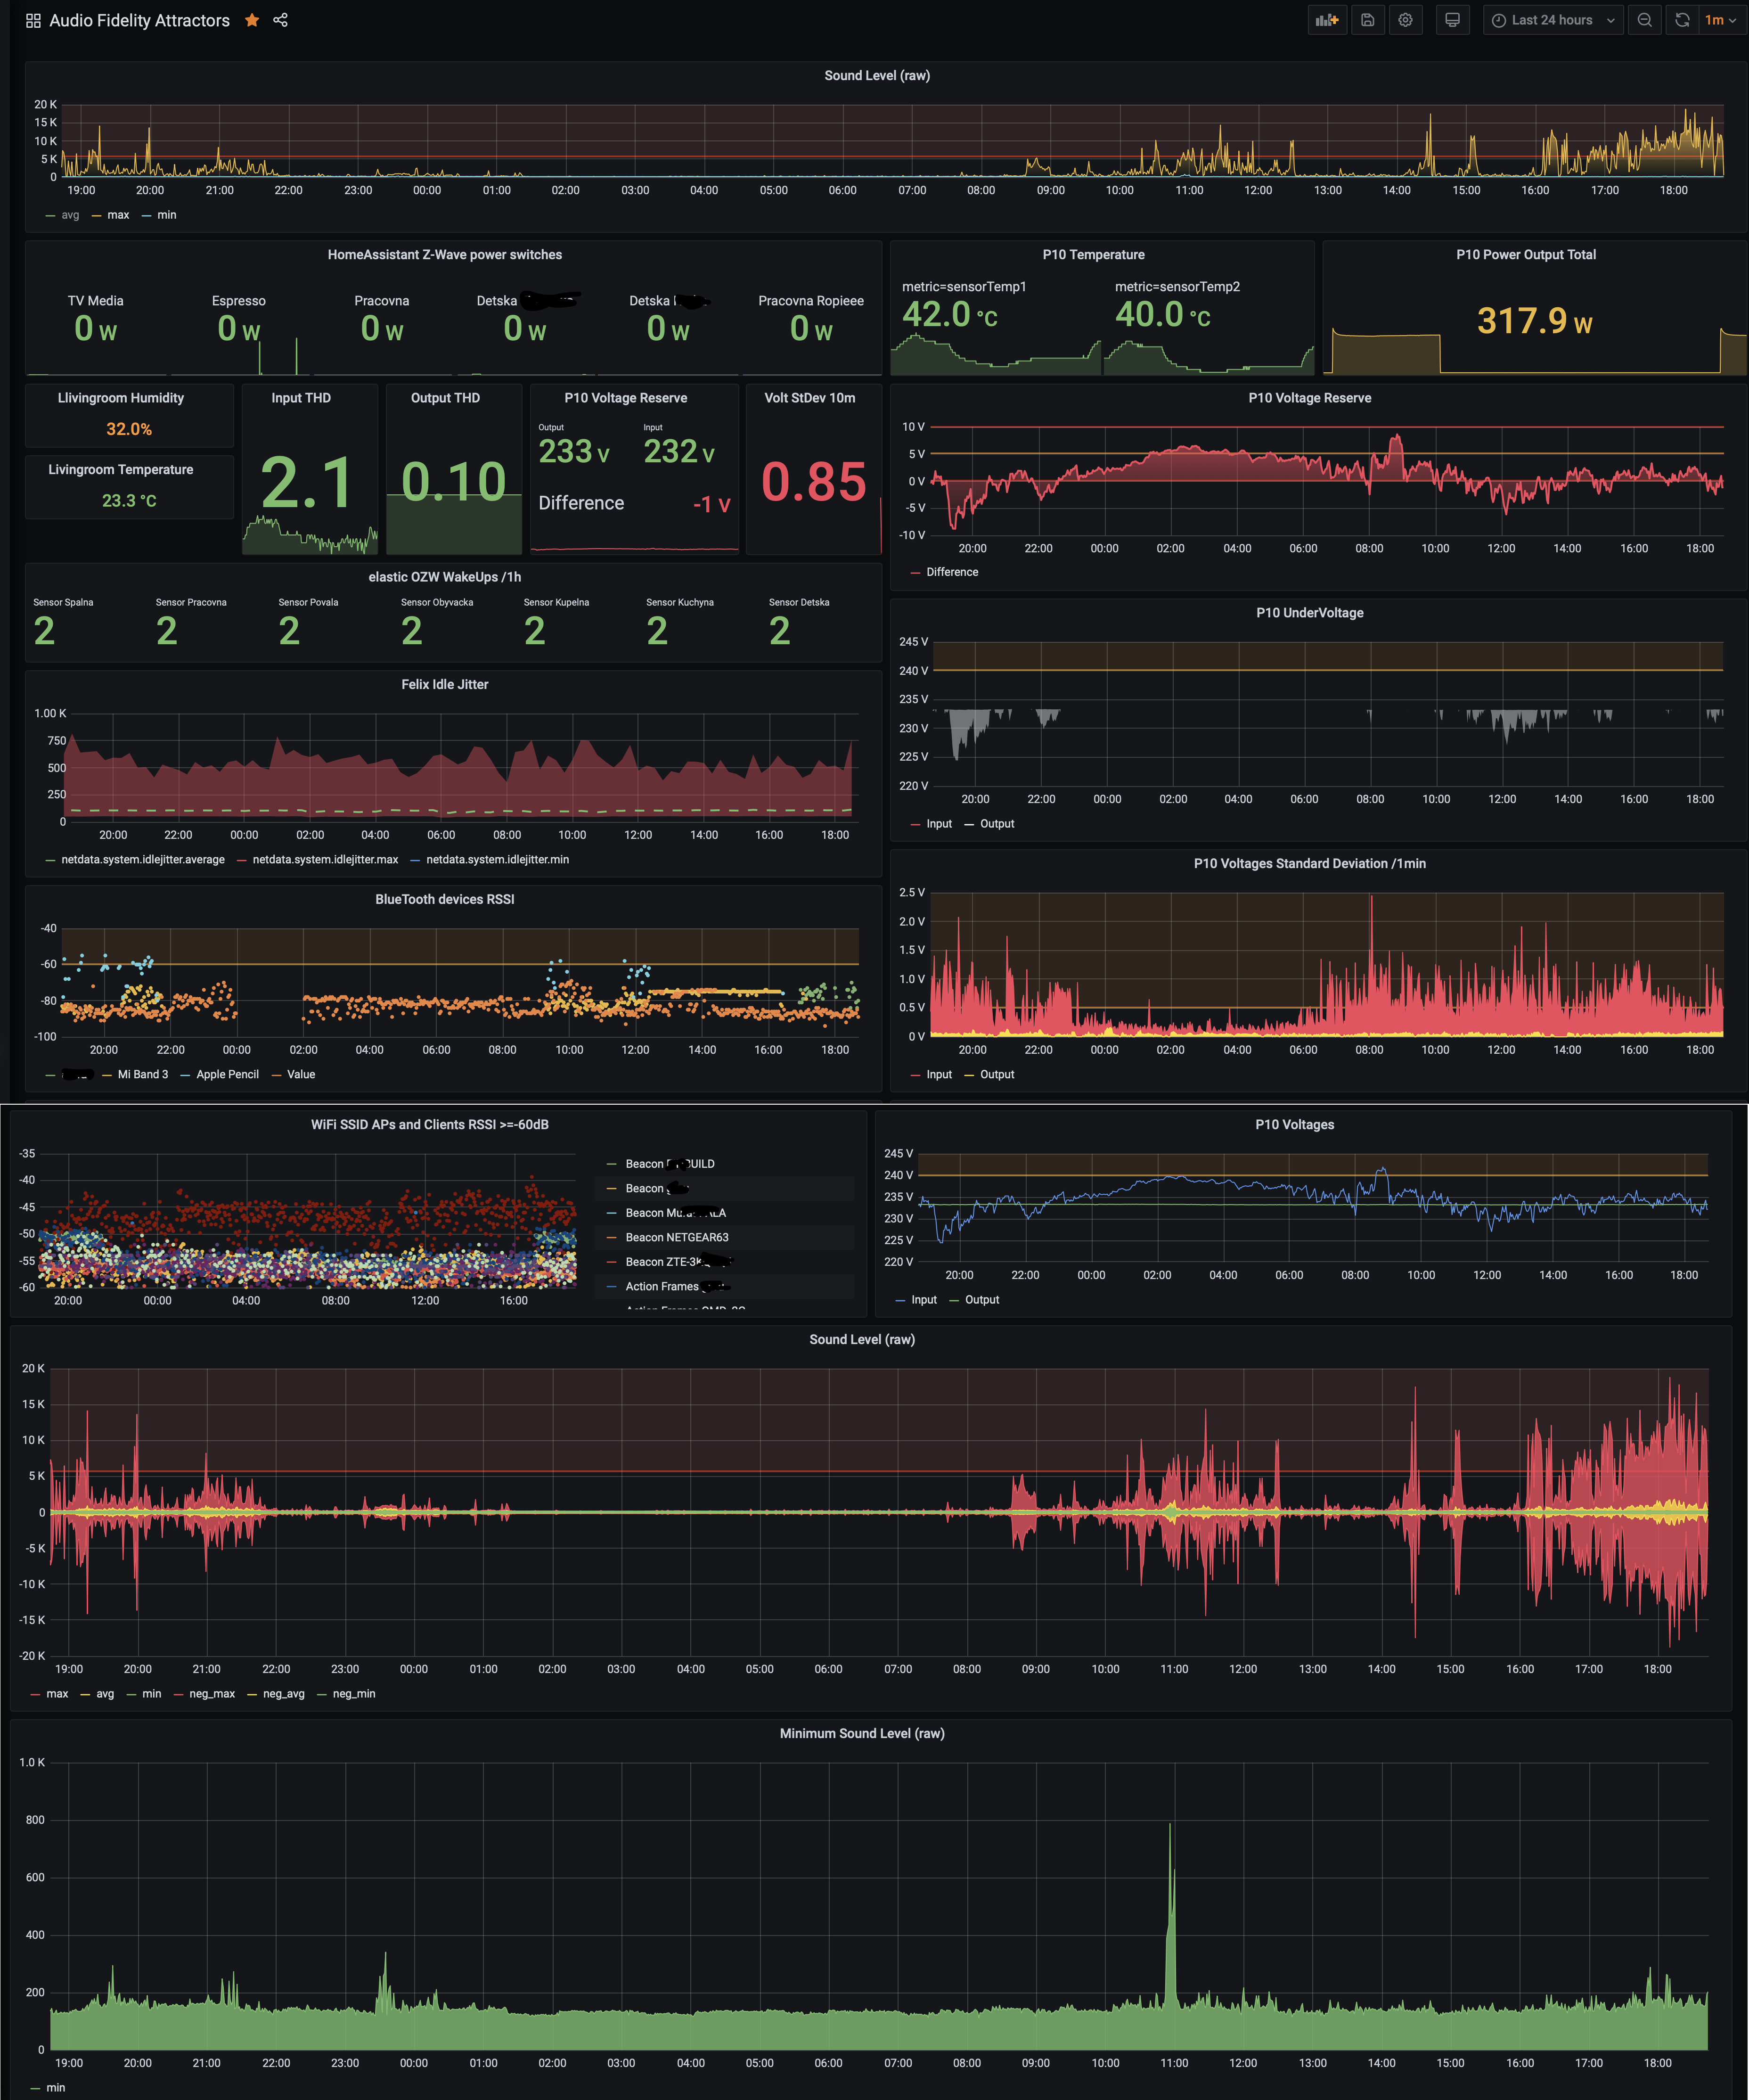 Audio Fidelity Attractors
Last 24 hours
1m
Sound Level (raw)
20 K
15 K
10 K
5 K
0
19:00 20:00 21:00 22:00 23:00 00:00 01:00 02:00 03:00 04:00 05:00 06:00 07:00 08:00 09:00 10:00 11:00 12:00 13:00 14:00 15:00 16:00 17:00 18:00
avg max min
HomeAssistant Z-Wave power switches
TV Media Espresso Pracovna Detska Detska Pracovna Ropieee
0 W 0 W 0 W 0 W 0 W 0 W
P10 Temperature
metric=sensorTemp1 metric=sensorTemp2
42.0 °C 40.0 °C
P10 Power Output Total
317.9 W
Llivingroom Humidity
32.0%
Livingroom Temperature
23.3 °C
Input THD
2.1
Output THD
0.10
P10 Voltage Reserve
Output Input
233 V 232 V
Difference -1 V
Volt StDev 10m
0.85
P10 Voltage Reserve
10 V
5 V
0 V
-5 V
-10 V
20:00 22:00 00:00 02:00 04:00 06:00 08:00 10:00 12:00 14:00 16:00 18:00
Difference
elastic OZW WakeUps /1h
Sensor Spalna Sensor Pracovna Sensor Povala Sensor Obyvacka Sensor Kupelna Sensor Kuchyna Sensor Detska
2 2 2 2 2 2 2
P10 UnderVoltage
245 V
240 V
235 V
230 V
225 V
220 V
20:00 22:00 00:00 02:00 04:00 06:00 08:00 10:00 12:00 14:00 16:00 18:00
Input Output
Felix Idle Jitter
1.00 K
750
500
250
0
20:00 22:00 00:00 02:00 04:00 06:00 08:00 10:00 12:00 14:00 16:00 18:00
netdata.system.idlejitter.average netdata.system.idlejitter.max netdata.system.idlejitter.min
P10 Voltages Standard Deviation /1min
2.5 V
2.0 V
1.5 V
1.0 V
0.5 V
0 V
20:00 22:00 00:00 02:00 04:00 06:00 08:00 10:00 12:00 14:00 16:00 18:00
Input Output
BlueTooth devices RSSI
-40
-60
-80
-100
20:00 22:00 00:00 02:00 04:00 06:00 08:00 10:00 12:00 14:00 16:00 18:00
Mi Band 3 Apple Pencil Value
WiFi SSID APs and Clients RSSI >=-60dB
-35
-40
-45
-50
-55
-60
20:00 00:00 04:00 08:00 12:00 16:00
Beacon UILD
Beacon
Beacon
Beacon NETGEAR63
Beacon ZTE-3
Action Frames
P10 Voltages
245 V
240 V
235 V
230 V
225 V
220 V
20:00 22:00 00:00 02:00 04:00 06:00 08:00 10:00 12:00 14:00 16:00 18:00
Input Output
Sound Level (raw)
20 K
15 K
10 K
5 K
0
-5 K
-10 K
-15 K
-20 K
19:00 20:00 21:00 22:00 23:00 00:00 01:00 02:00 03:00 04:00 05:00 06:00 07:00 08:00 09:00 10:00 11:00 12:00 13:00 14:00 15:00 16:00 17:00 18:00
max avg min neg_max neg_avg neg_min
Minimum Sound Level (raw)
1.0 K
800
600
400
200
0
19:00 20:00 21:00 22:00 23:00 00:00 01:00 02:00 03:00 04:00 05:00 06:00 07:00 08:00 09:00 10:00 11:00 12:00 13:00 14:00 15:00 16:00 17:00 18:00
min